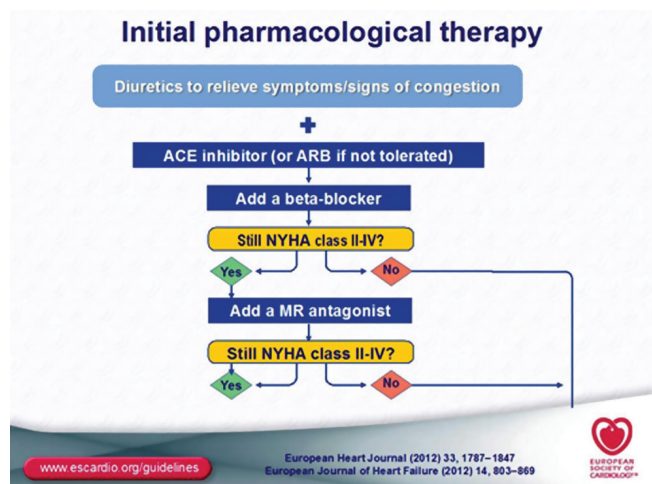 Initial pharmacological therapy
Diuretics to relieve symptoms/signs of congestion
+
ACE inhibitor (or ARB if not tolerated)
Add a beta-blocker
Still NYHA class II-IV?
Yes
No
Add a MR antagonist
Still NYHA class II-IV?
Yes
No
www.escardio.org/guidelines
European Heart Journal (2012) 33, 1787–1847
European Journal of Heart Failure (2012) 14, 803–869
EUROPEAN
SOCIETY OF
CARDIOLOGY®